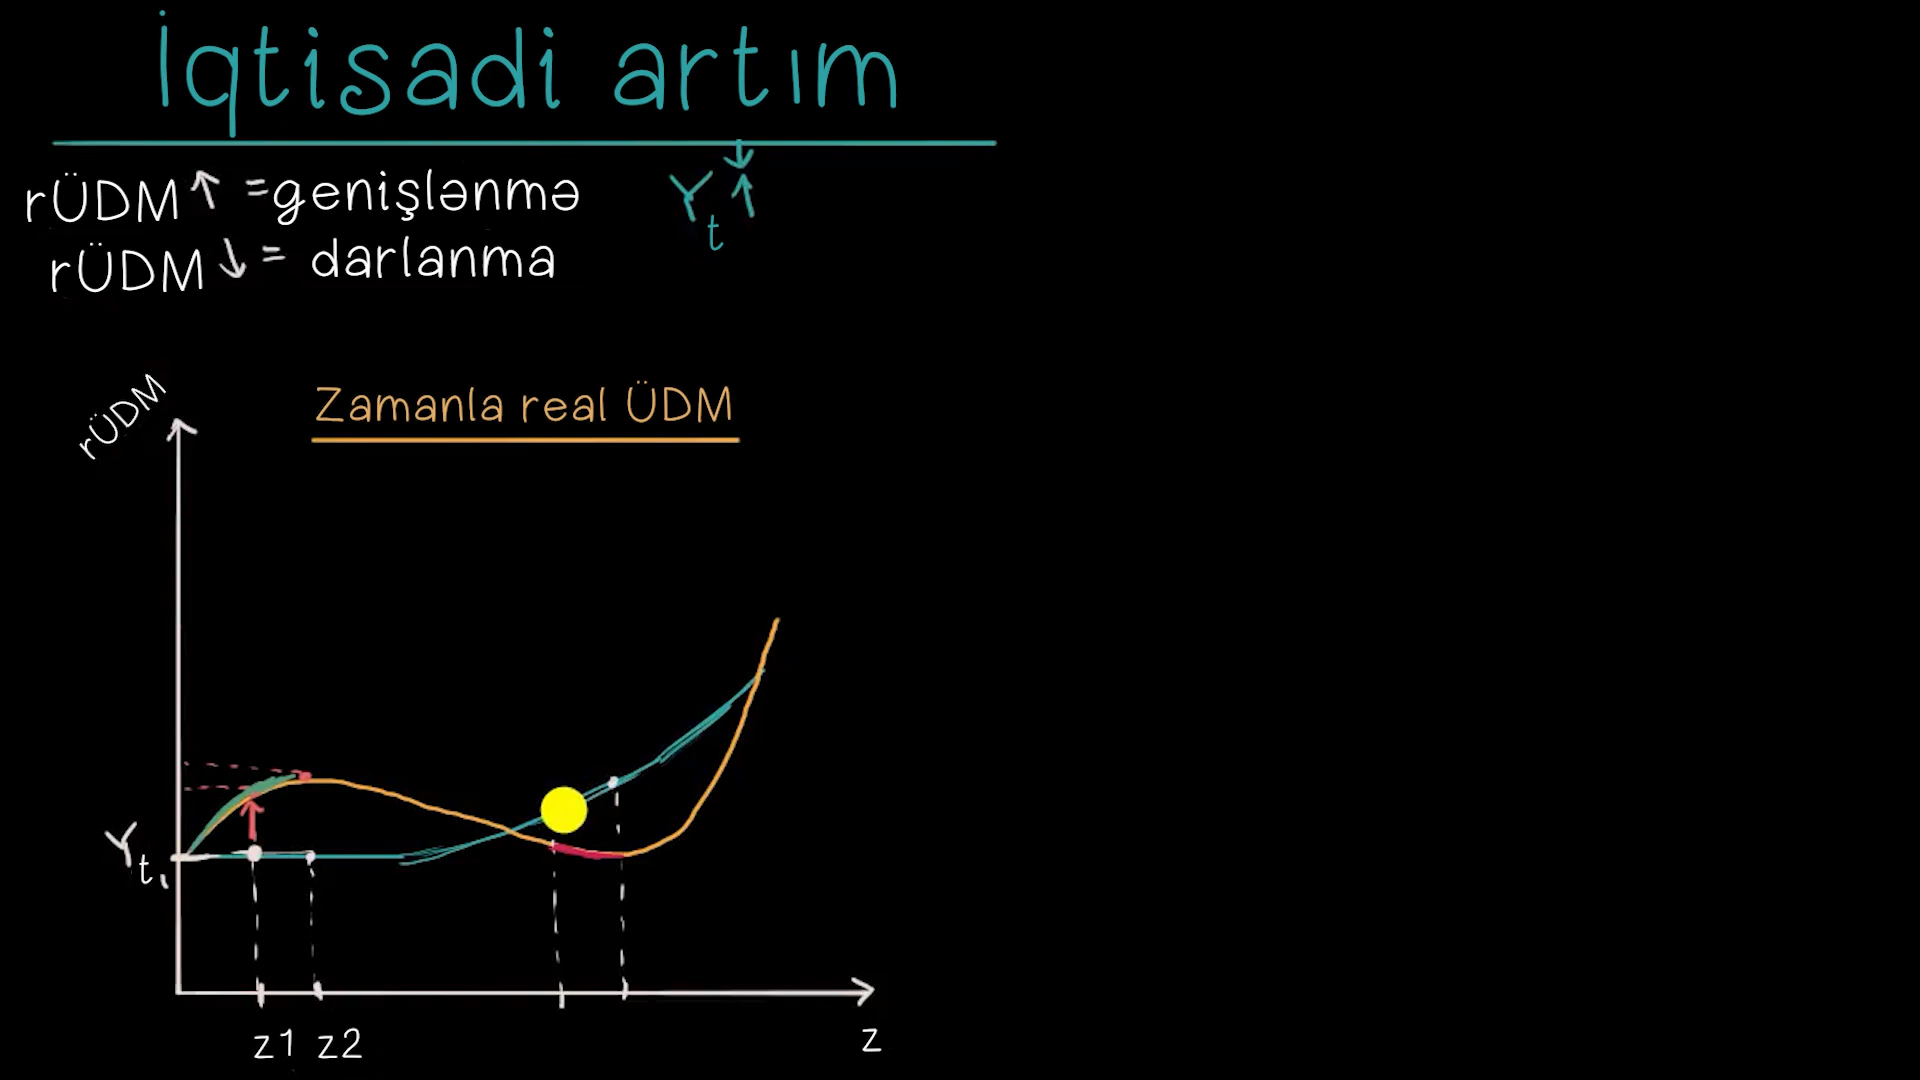 İqtisadi artım
rÜDM↑ =genişlənmə
rÜDM↓= darlanma
Yt
rÜDM
Zamanla real ÜDM
Yt1
z1 z2
z